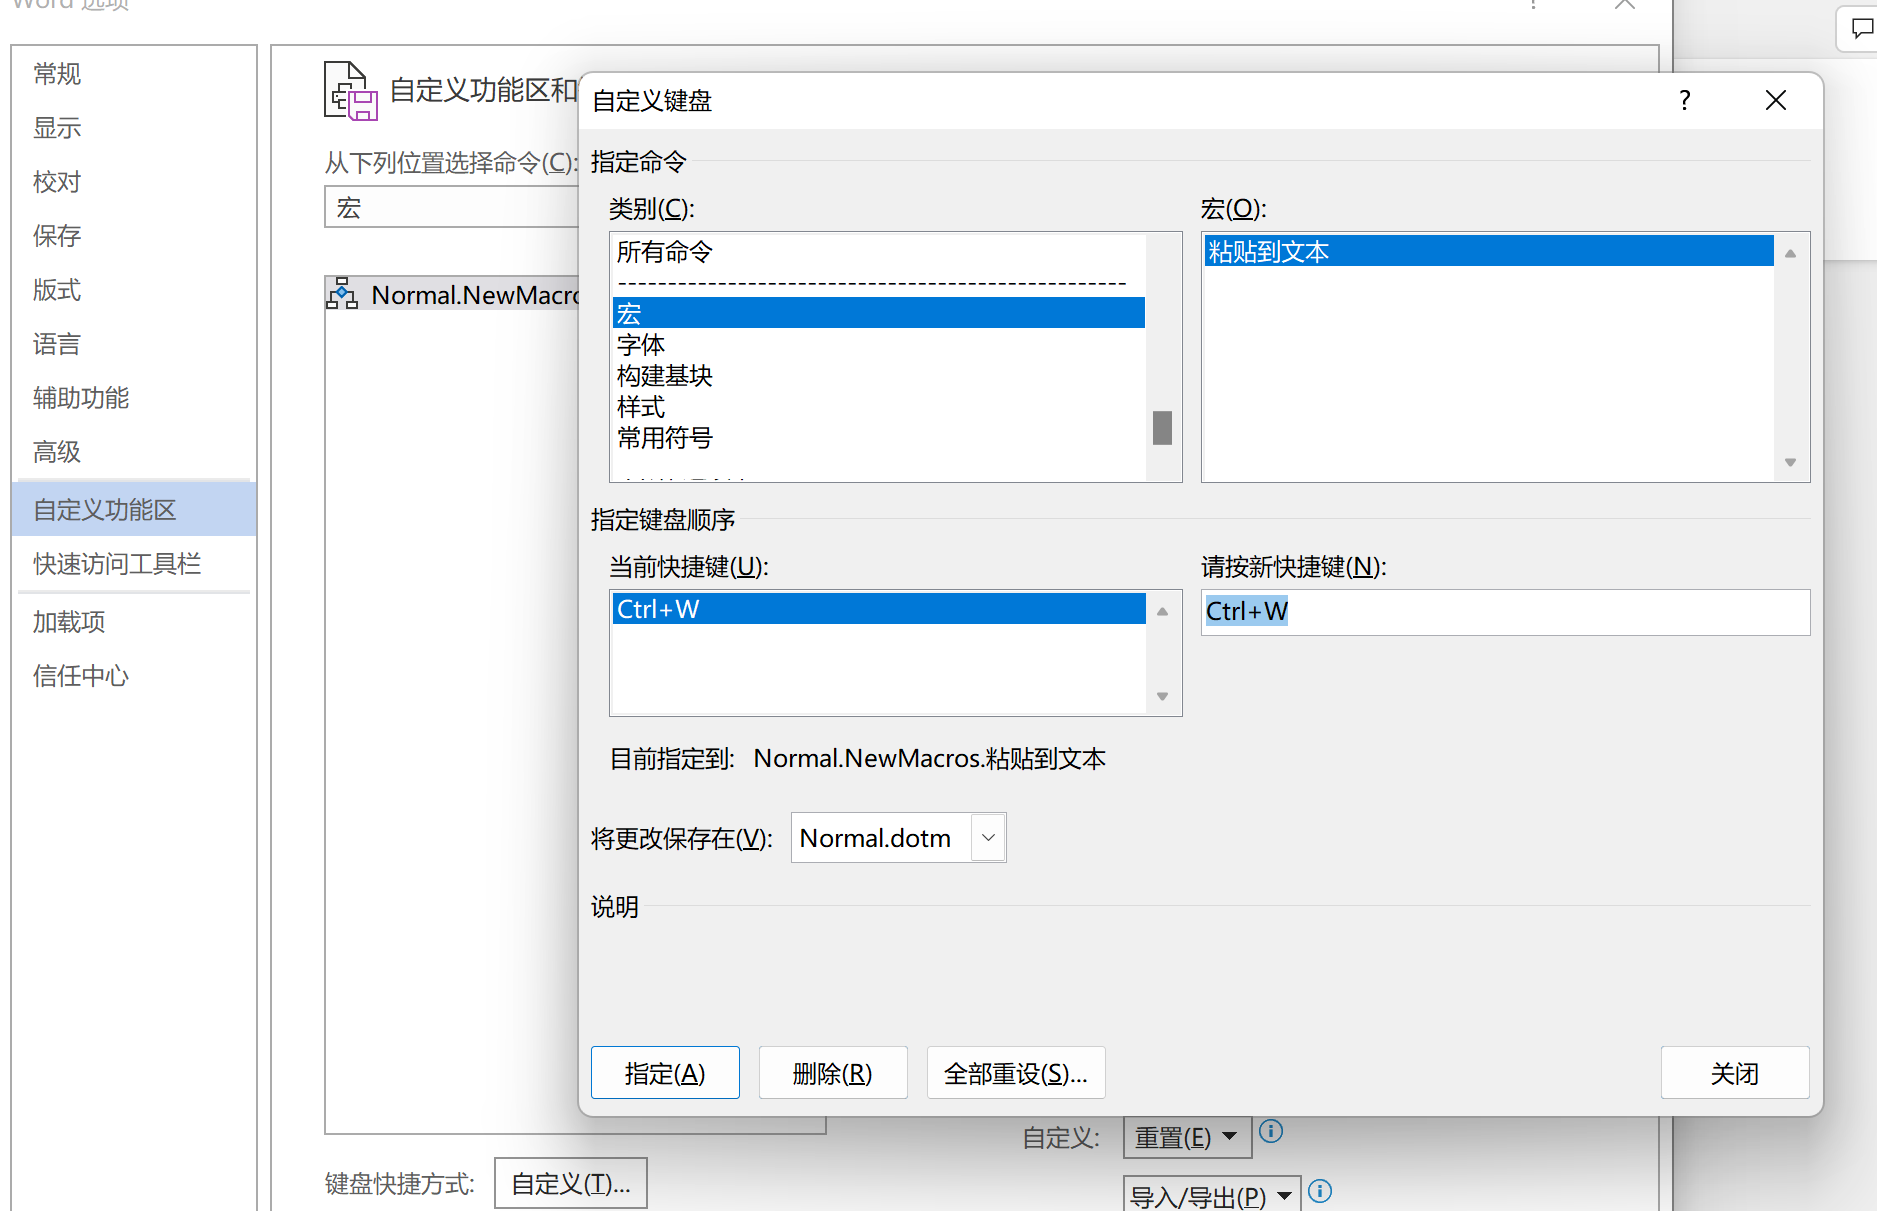 Word 选项
常规
显示
校对
保存
版式
语言
辅助功能
高级
自定义功能区
快速访问工具栏
加载项
信任中心
自定义功能区和
从下列位置选择命令(C):
宏
Normal.NewMacro
键盘快捷方式:
自定义(T)...
自定义:
重置(E)
导入/导出(P)
自定义键盘
指定命令
类别(C):
所有命令
---------------------------------------------------
宏
字体
构建基块
样式
常用符号
宏(O):
粘贴到文本
指定键盘顺序
当前快捷键(U):
Ctrl+W
请按新快捷键(N):
Ctrl+W
目前指定到: Normal.NewMacros.粘贴到文本
将更改保存在(V): Normal.dotm
说明
指定(A)
删除(R)
全部重设(S)...
关闭